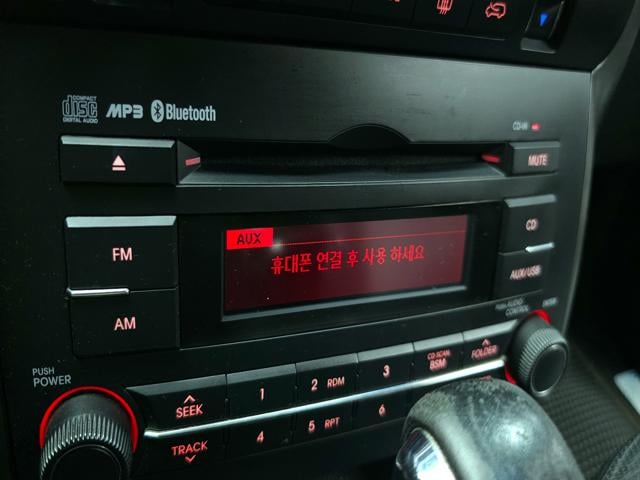 COMPACT
disc
DIGITAL AUDIO
MP3
Bluetooth
CD-IN
MUTE
FM
AM
AUX
휴대폰 연결 후 사용 하세요
CD
AUX/USB
PUSH AUDIO
CONTROL
ENTER
PUSH
POWER
SEEK
TRACK
1
2 RDM
3
CD SCAN
BSM
FOLDER
4
5 RPT
6